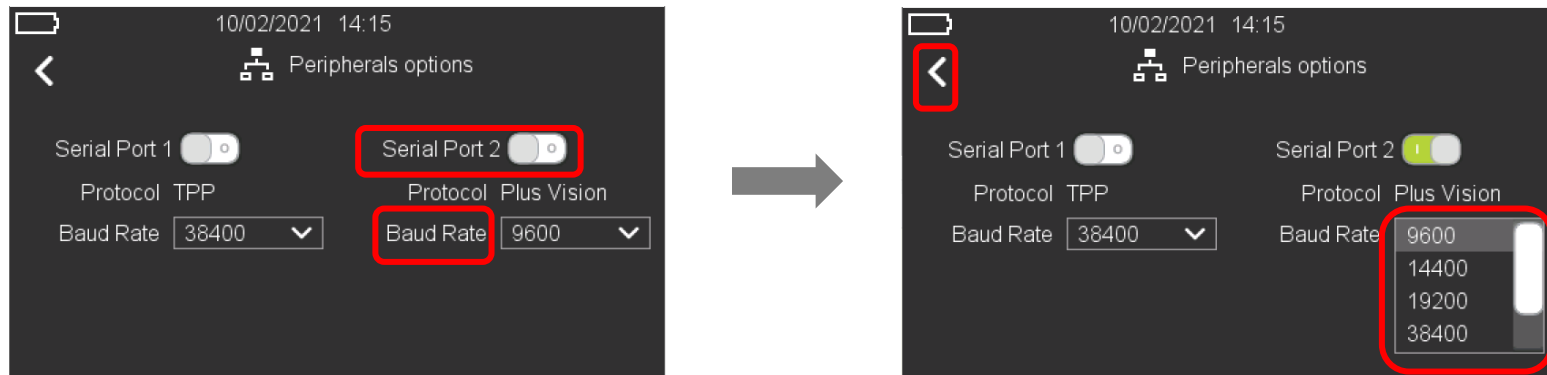 10/02/2021 14:15
Peripherals options
Serial Port 1
Serial Port 2
Protocol TPP
Protocol Plus Vision
Baud Rate 38400
Baud Rate 9600
10/02/2021 14:15
Peripherals options
Serial Port 1
Serial Port 2
Protocol TPP
Protocol Plus Vision
Baud Rate 38400
Baud Rate 9600
14400
19200
38400